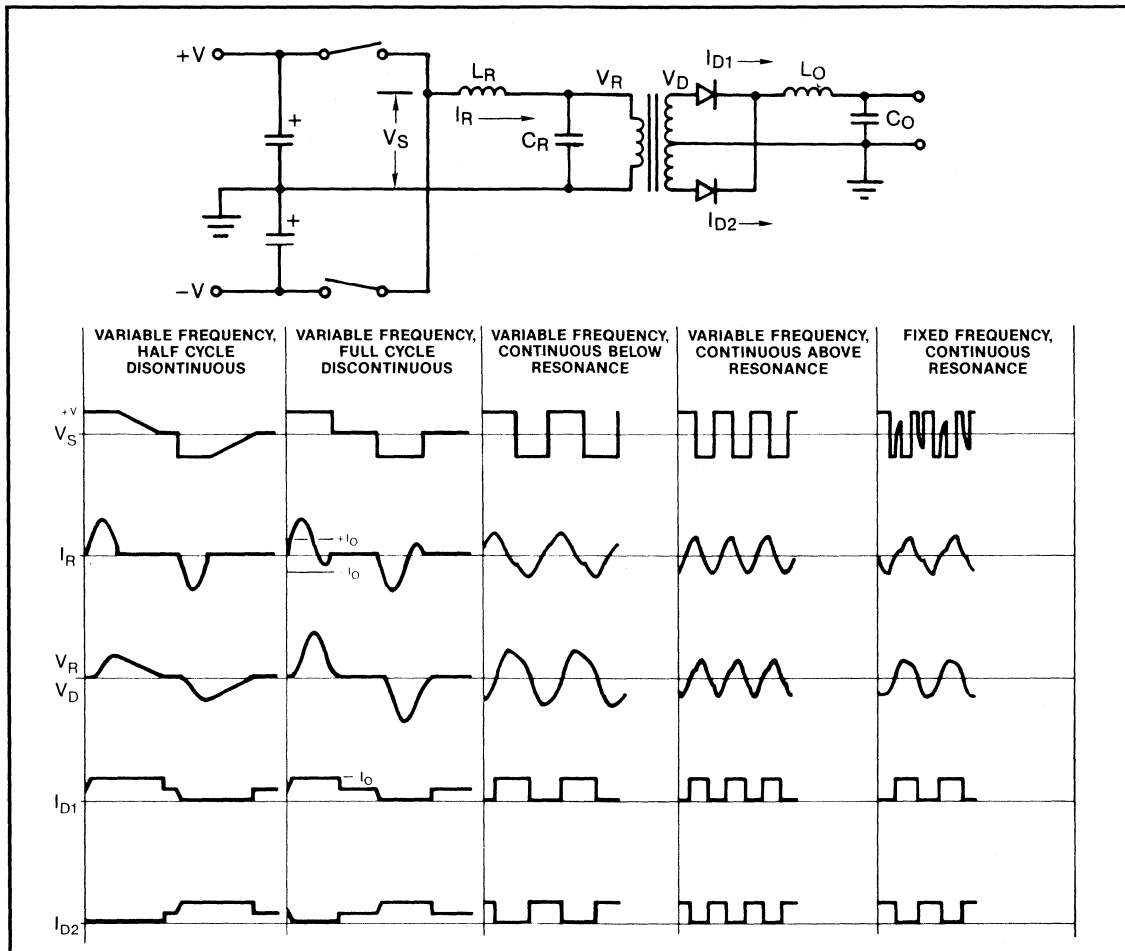 +V
−V
+
+
V_S
L_R
I_R
C_R
V_R
V_D
I_D1
I_D2
L_O
C_O
VARIABLE FREQUENCY,
HALF CYCLE
DISONTINUOUS
VARIABLE FREQUENCY,
FULL CYCLE
DISCONTINUOUS
VARIABLE FREQUENCY,
CONTINUOUS BELOW
RESONANCE
VARIABLE FREQUENCY,
CONTINUOUS ABOVE
RESONANCE
FIXED FREQUENCY,
CONTINUOUS
RESONANCE
+V
V_S
I_R
+I_O
−I_O
V_R
V_D
I_D1
I_O
I_D2